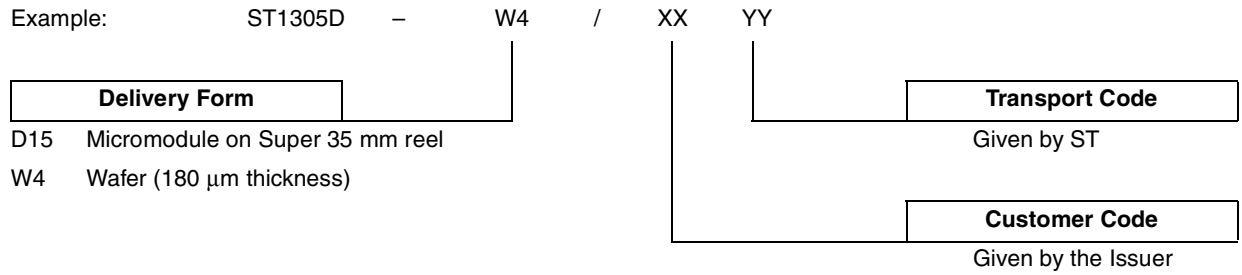 Example: ST1305D – W4 / XX YY
Delivery Form
Transport Code
D15 Micromodule on Super 35 mm reel
Given by ST
W4 Wafer (180 μm thickness)
Customer Code
Given by the Issuer